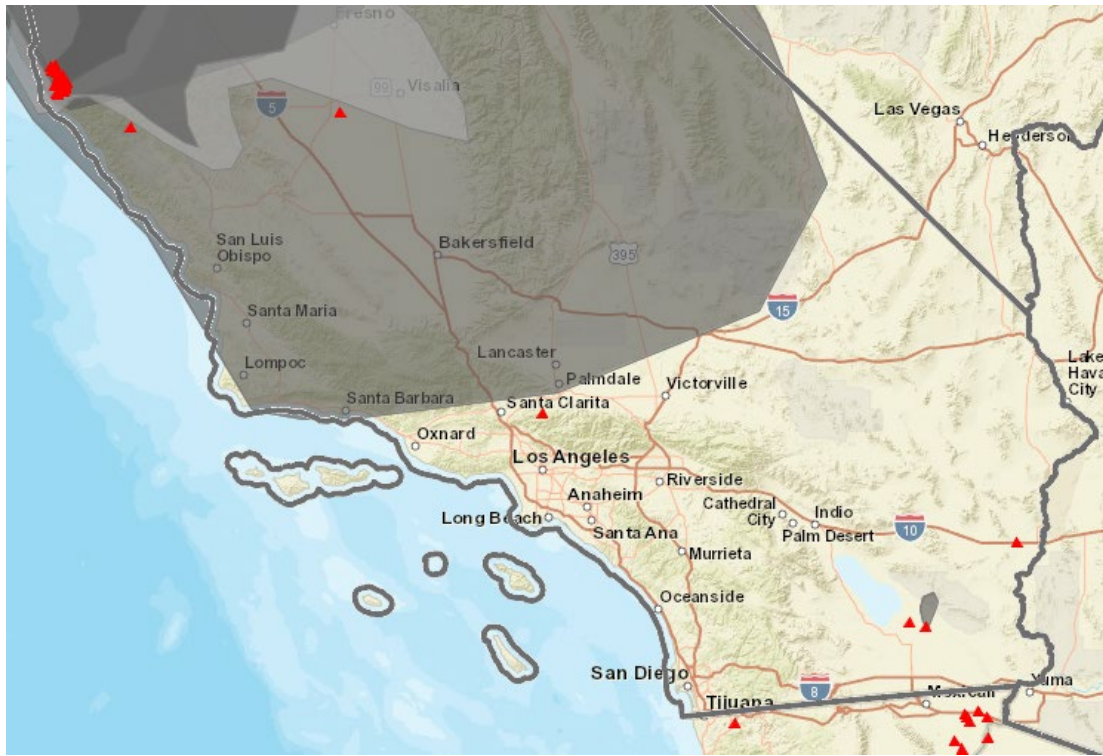 Fresno
99
Visalia
5
Las Vegas
Henderson
San Luis
Obispo
Bakersfield
395
15
Santa Maria
Lancaster
Lompoc
Palmdale
Victorville
Lake
Hava
City
Santa Barbara
Santa Clarita
Oxnard
Los Angeles
Riverside
Anaheim
Cathedral
City
Indio
Palm Desert
10
Long Beach
Santa Ana
Murrieta
Oceanside
San Diego
8
Tijuana
Mexicali
Yuma